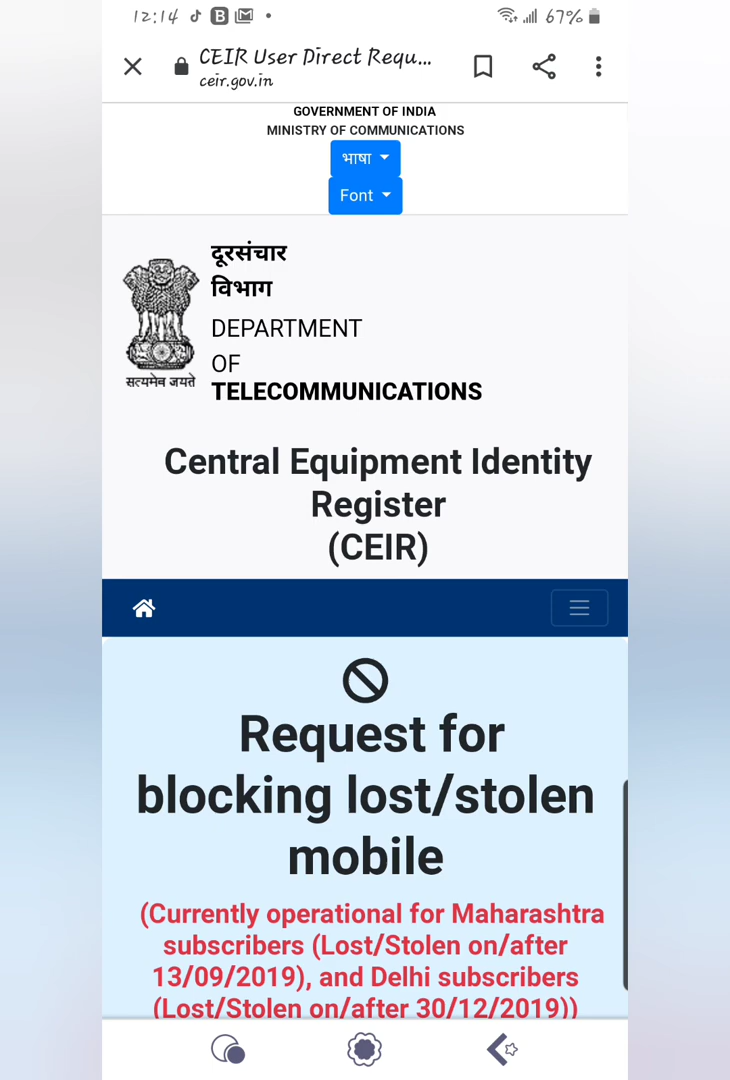 12:14 67%
CEIR User Direct Requ...
ceir.gov.in
GOVERNMENT OF INDIA
MINISTRY OF COMMUNICATIONS
भाषा
Font
दूरसंचार
विभाग
DEPARTMENT
OF
TELECOMMUNICATIONS
सत्यमेव जयते
Central Equipment Identity
Register
(CEIR)
Request for
blocking lost/stolen
mobile
(Currently operational for Maharashtra
subscribers (Lost/Stolen on/after
13/09/2019), and Delhi subscribers
(Lost/Stolen on/after 30/12/2019))